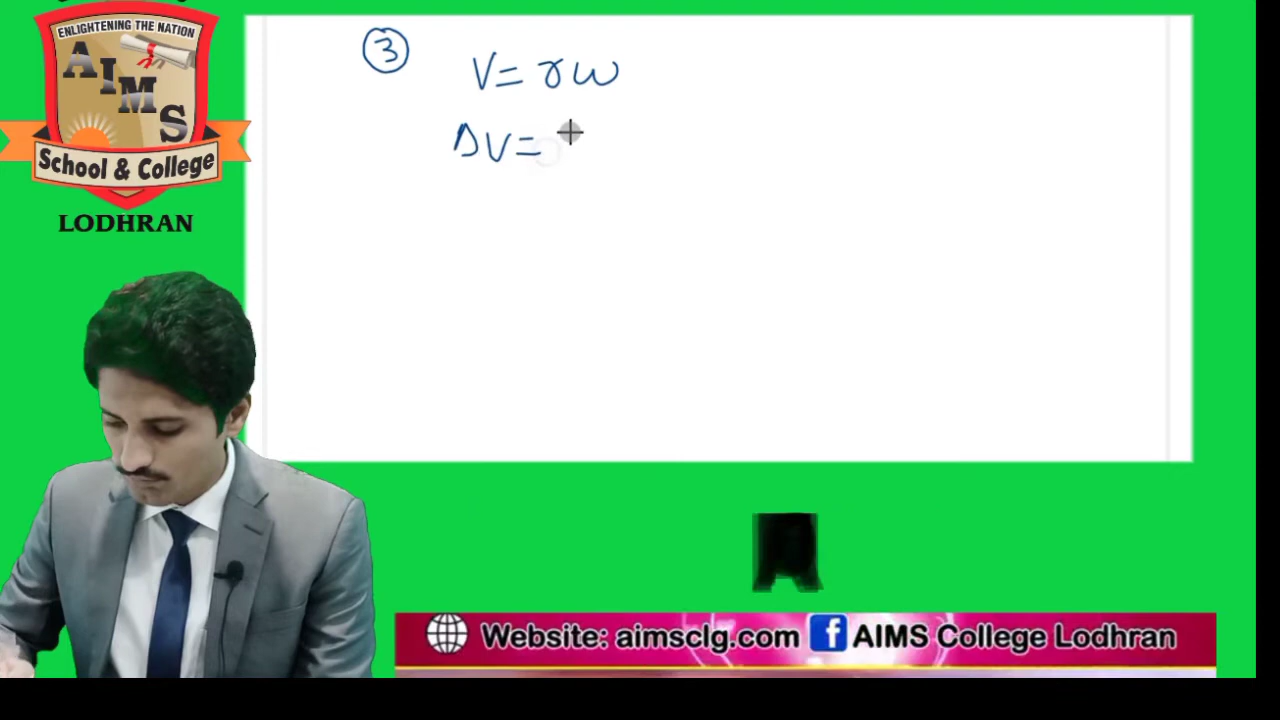 ENLIGHTENING THE NATION
AIMS
School & College
LODHRAN
③
V = rω
ΔV =
Website: aimsclg.com
AIMS College Lodhran